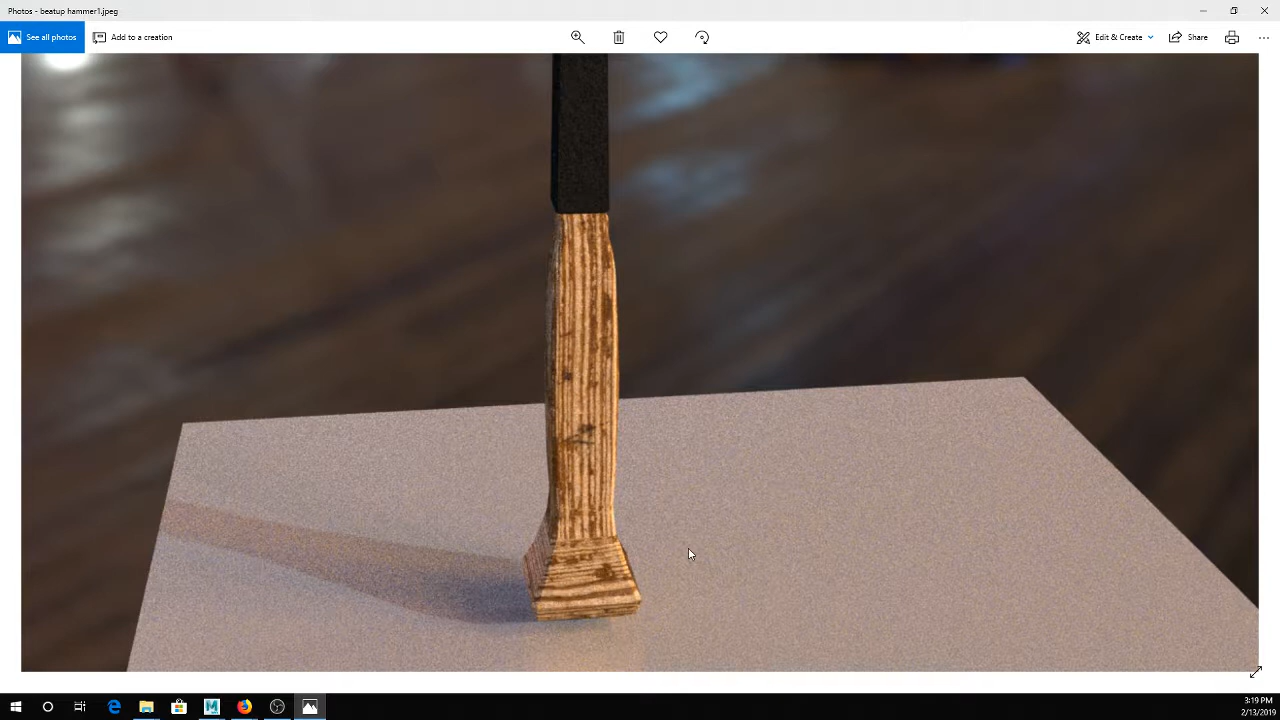 Photos - beatup hammer1.jpeg
See all photos
Add to a creation
Edit & Create
Share
3:19 PM
2/13/2019